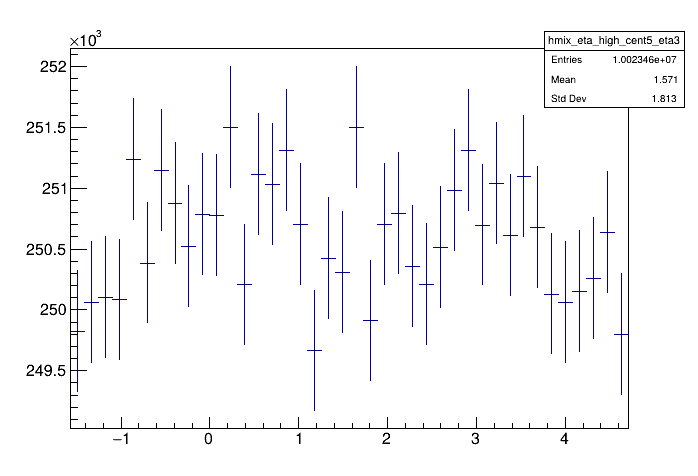 ×10³
hmix_eta_high_cent5_eta3
Entries 1.002346e+07
Mean 1.571
Std Dev 1.813
252
251.5
251
250.5
250
249.5
−1 0 1 2 3 4